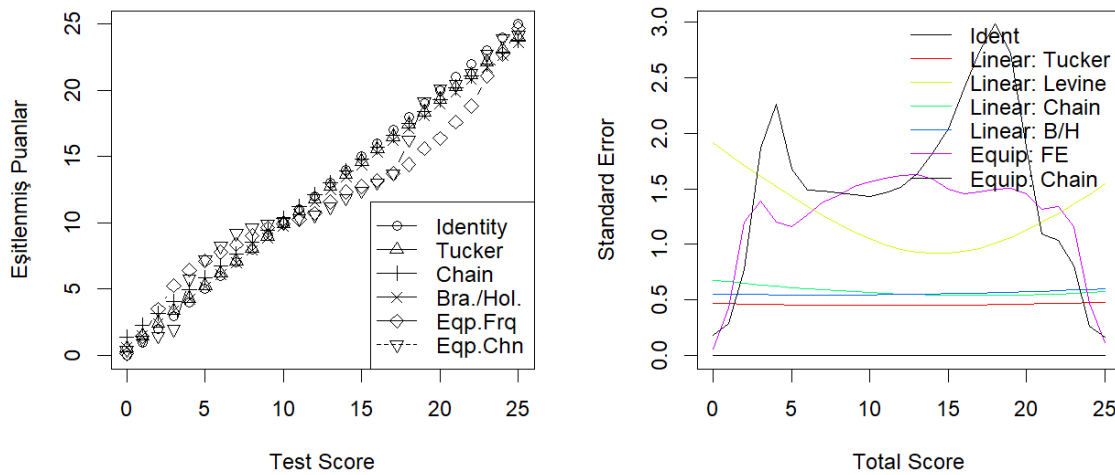 Eşitlenmiş Puanlar
25
20
15
10
5
0
Identity
Tucker
Chain
Bra./Hol.
Eqp.Frq
Eqp.Chn
0 5 10 15 20 25
Test Score
Standard Error
3.0
2.5
2.0
1.5
1.0
0.5
0.0
Ident
Linear: Tucker
Linear: Levine
Linear: Chain
Linear: B/H
Equip: FE
Equip: Chain
0 5 10 15 20 25
Total Score